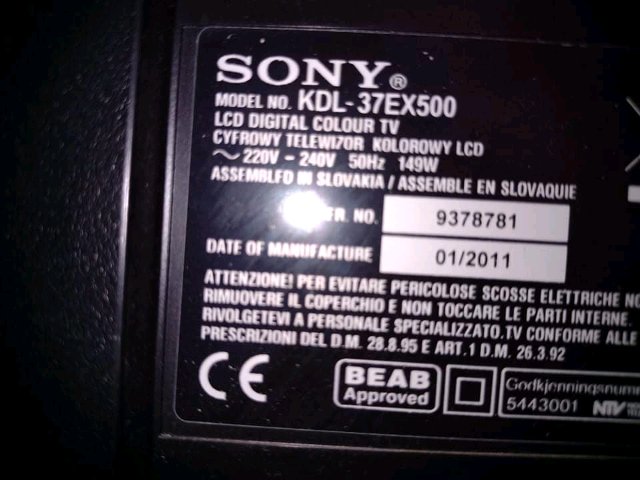 SONY®
MODEL NO. KDL-37EX500
LCD DIGITAL COLOUR TV
CYFROWY TELEWIZOR KOLOROWY LCD
~ 220V - 240V 50Hz 149W
ASSEMBLED IN SLOVAKIA / ASSEMBLE EN SLOVAQUIE
NO. 9378781
DATE OF MANUFACTURE 01/2011
ATTENZIONE! PER EVITARE PERICOLOSE SCOSSE ELETTRICHE
RIMUOVERE IL COPERCHIO E NON TOCCARE LE PARTI INTERNE.
RIVOLGETEVI A PERSONALE SPECIALIZZATO.TV CONFORME ALLE
PRESCRIZIONI DEL D.M. 28.8.95 E ART.1 D.M. 26.3.92
CE
BEAB
Approved
Godkjenningsnum
5443001 NTV